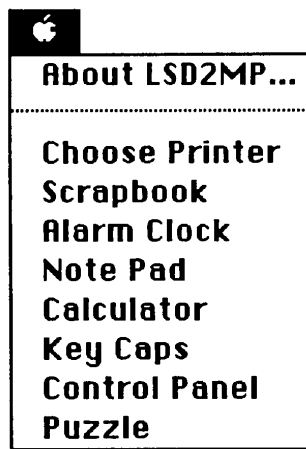 About LSD2MP...
Choose Printer
Scrapbook
Alarm Clock
Note Pad
Calculator
Key Caps
Control Panel
Puzzle